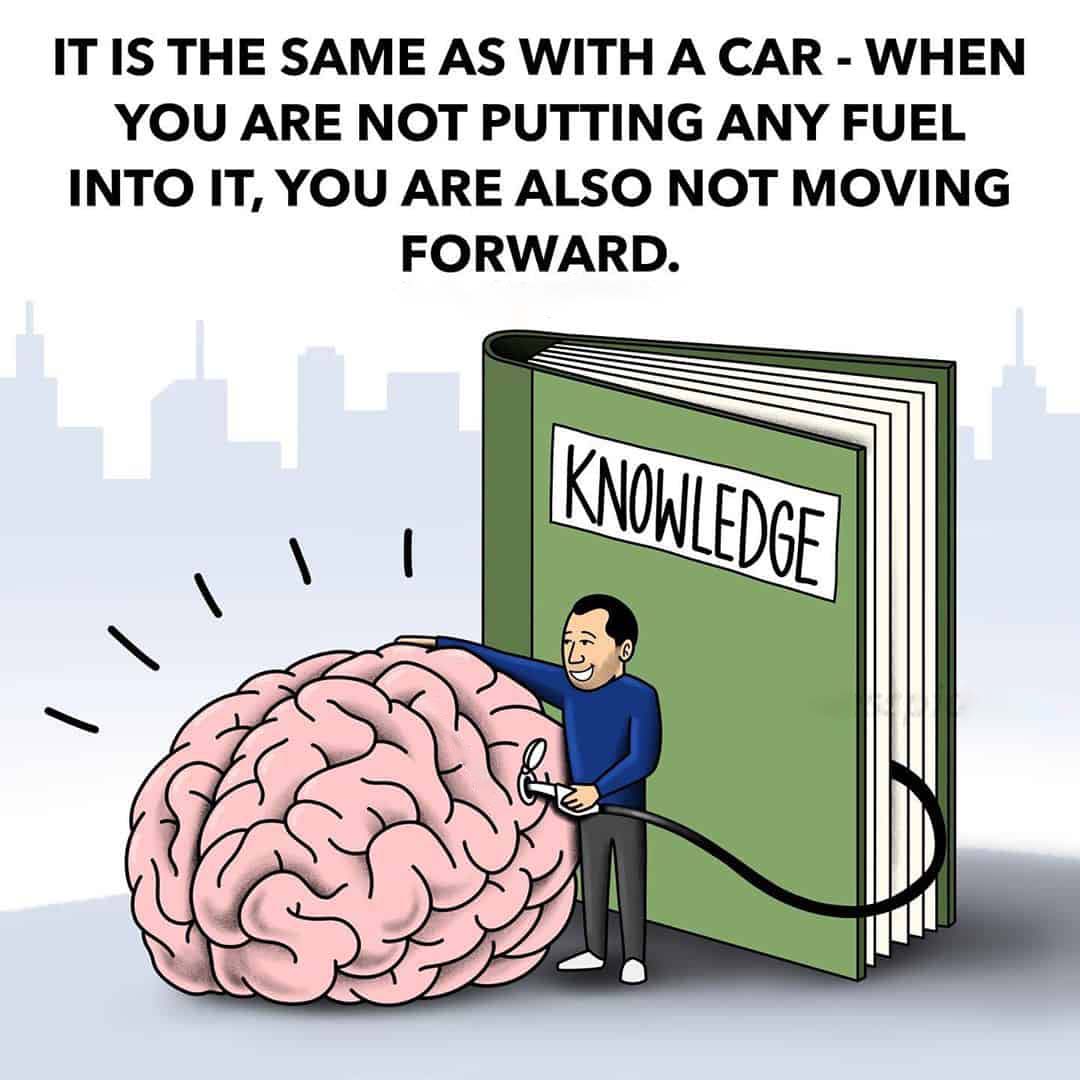 IT IS THE SAME AS WITH A CAR - WHEN
YOU ARE NOT PUTTING ANY FUEL
INTO IT, YOU ARE ALSO NOT MOVING
FORWARD.
KNOWLEDGE